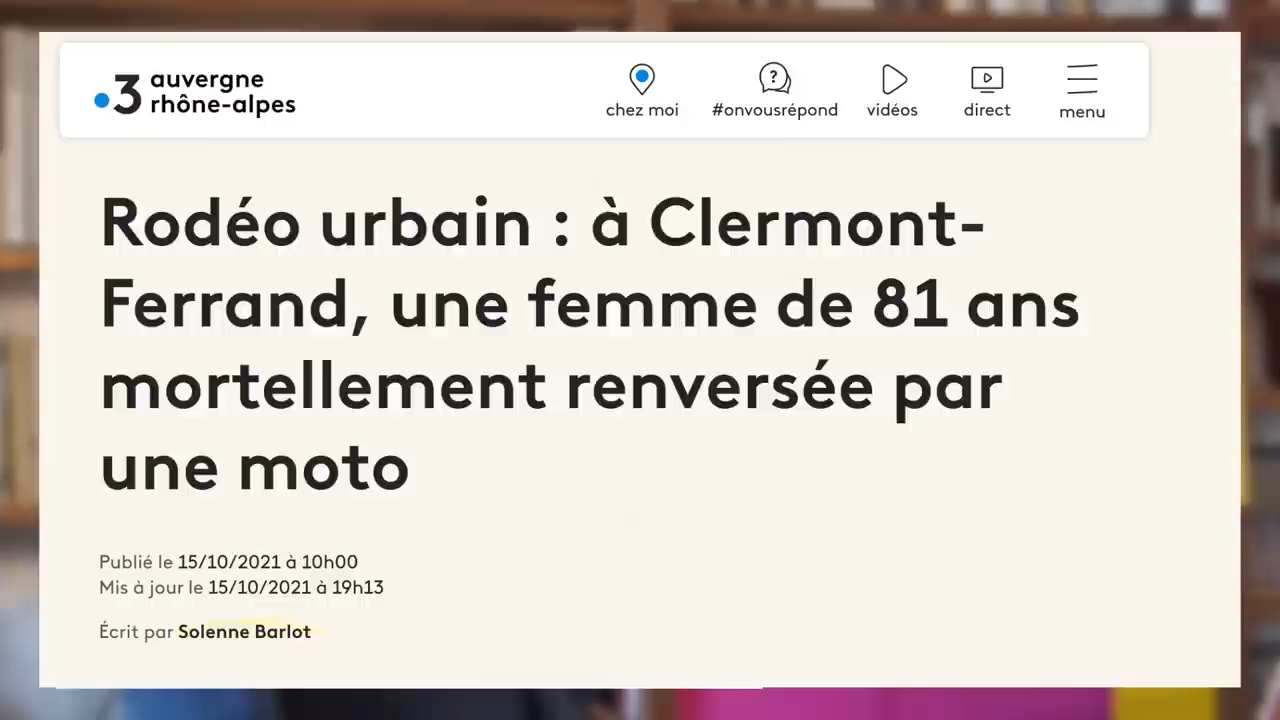 3 auvergne
rhône-alpes
chez moi
#onvousrépond
vidéos
direct
menu
Rodéo urbain : à Clermont-
Ferrand, une femme de 81 ans
mortellement renversée par
une moto
Publié le 15/10/2021 à 10h00
Mis à jour le 15/10/2021 à 19h13
Écrit par Solenne Barlot